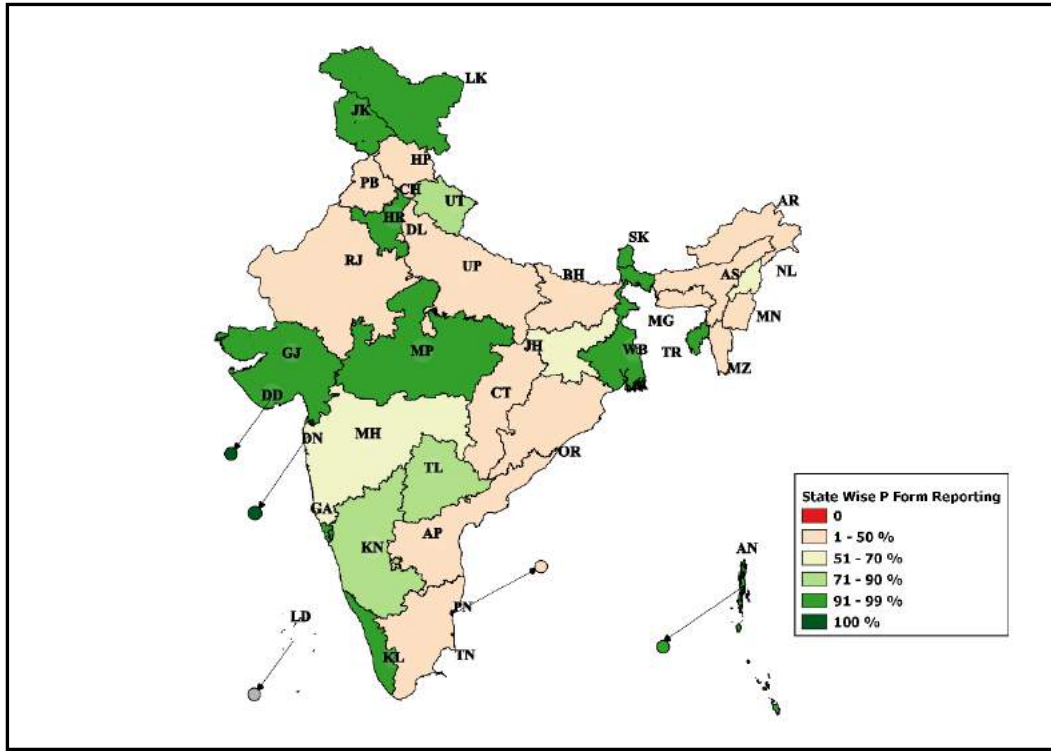 LK
JK
HP
PB
CH
UT
HR
DL
AR
SK
RJ
UP
BH
AS
NL
MG
MN
GJ
MP
JH
WB
TR
MZ
DD
CT
DN
MH
OR
TL
GA
AP
KN
AN
PN
LD
KL
TN
State Wise P Form Reporting
0
1 - 50 %
51 - 70 %
71 - 90 %
91 - 99 %
100 %